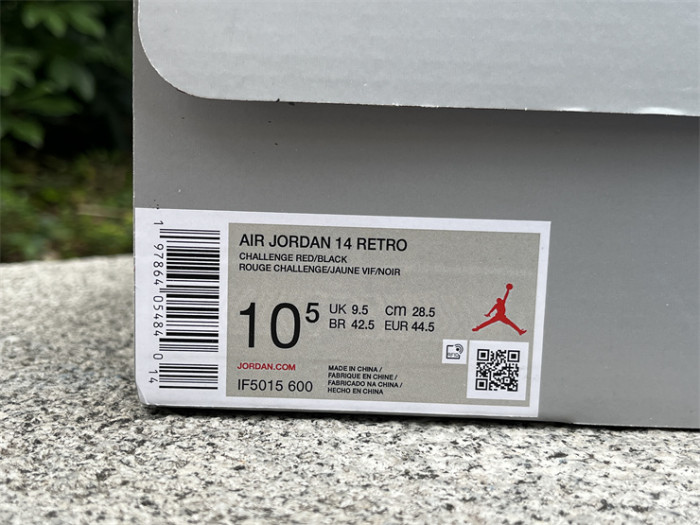 1 97864 05484 0 14
AIR JORDAN 14 RETRO
CHALLENGE RED/BLACK
ROUGE CHALLENGE/JAUNE VIF/NOIR
10⁵
UK 9.5 cm 28.5
BR 42.5 EUR 44.5
JORDAN.COM
IF5015 600
MADE IN CHINA /
FABRIQUE EN CHINE /
FABRICADO NA CHINA /
HECHO EN CHINA